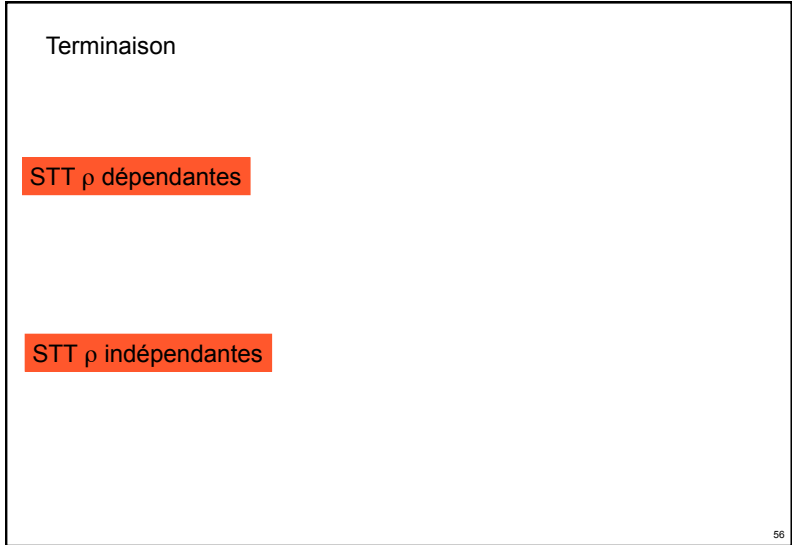 Terminaison
STT ρ dépendantes
STT ρ indépendantes
56